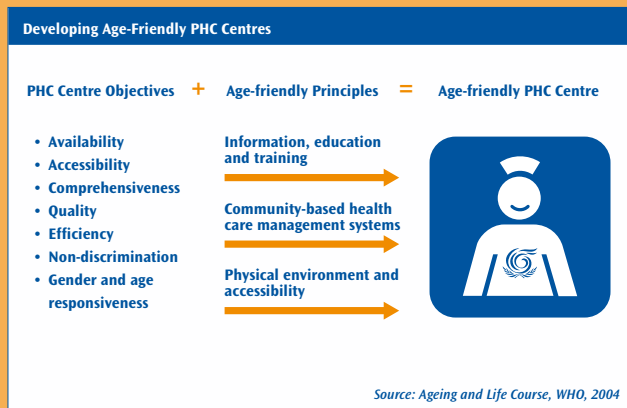 Developing Age-Friendly PHC Centres
PHC Centre Objectives + Age-friendly Principles = Age-friendly PHC Centre
• Availability
• Accessibility
• Comprehensiveness
• Quality
• Efficiency
• Non-discrimination
• Gender and age
responsiveness
Information, education
and training
Community-based health
care management systems
Physical environment and
accessibility
Source: Ageing and Life Course, WHO, 2004